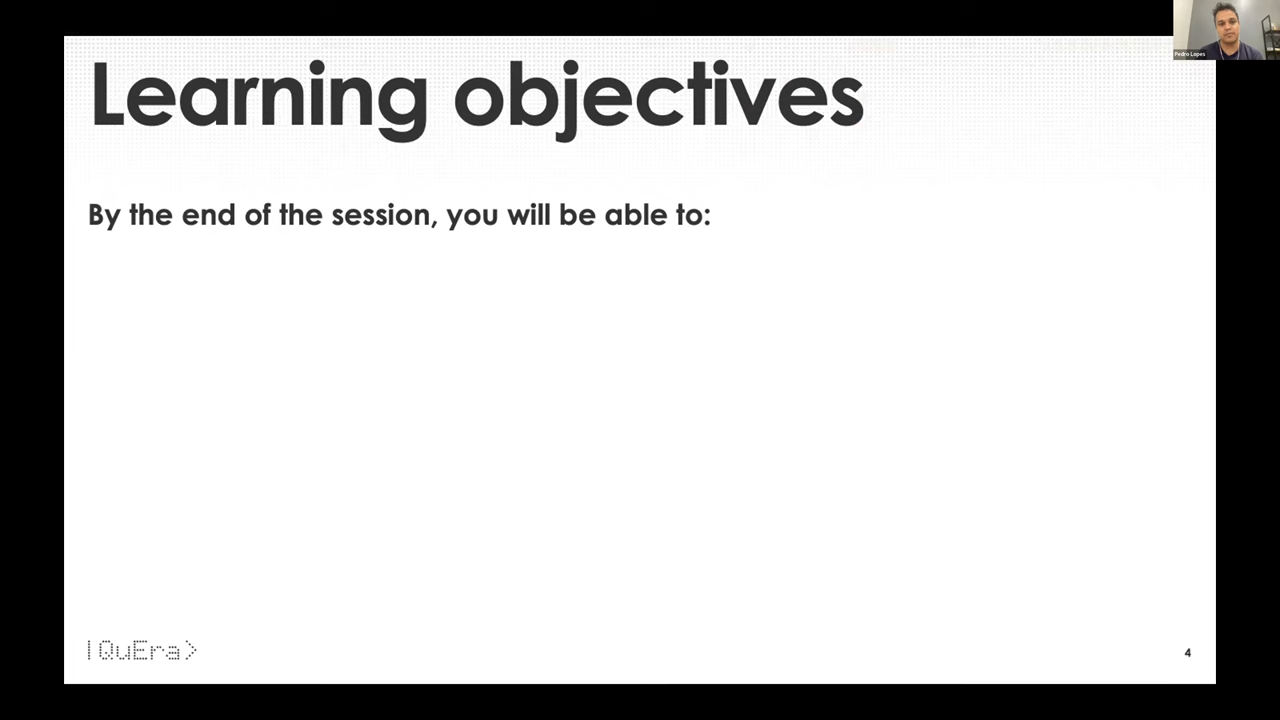 Pedro Lopes
Learning objectives
By the end of the session, you will be able to:
|QuEra>
4